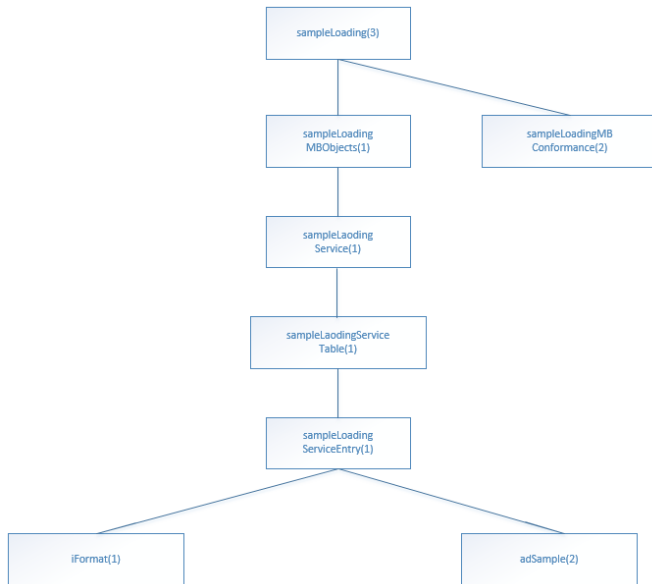 sampleLoading(3)
sampleLoading
MBObjects(1)
sampleLoadingMB
Conformance(2)
sampleLaoding
Service(1)
sampleLaodingService
Table(1)
sampleLoading
ServiceEntry(1)
iFormat(1)
adSample(2)